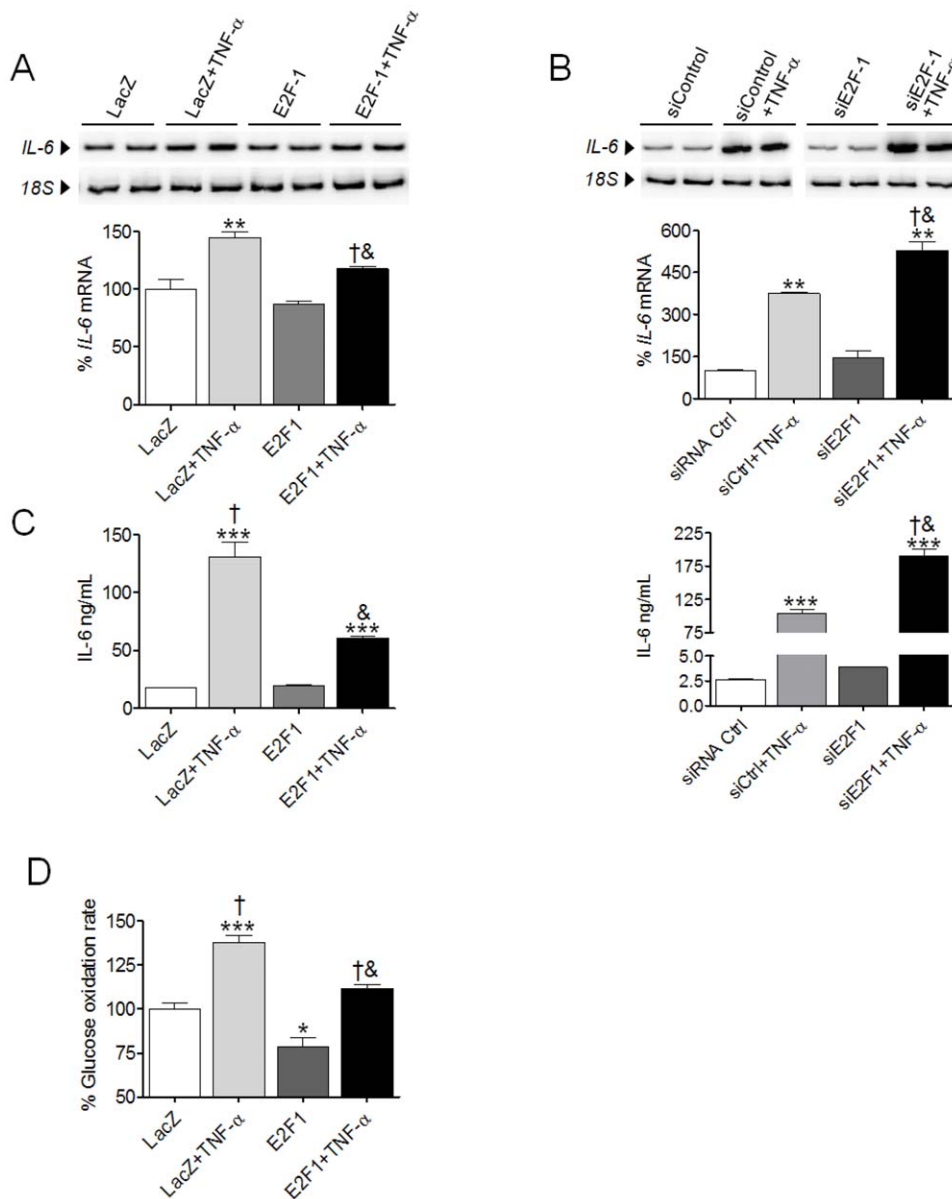 A
LacZ
LacZ+TNF-α
E2F-1
E2F-1+TNF-α
IL-6
18S
150
100
50
0
% IL-6 mRNA
**
†&
LacZ
LacZ+TNF-α
E2F1
E2F1+TNF-α
B
siControl
siControl
+TNF-α
siE2F-1
siE2F-1
+TNF-α
IL-6
18S
600
450
300
150
0
% IL-6 mRNA
**
†&
**
siRNA Ctrl
siCtrl+TNF-α
siE2F1
siE2F1+TNF-α
C
150
100
50
0
IL-6 ng/mL
†
***
&
***
LacZ
LacZ+TNF-α
E2F1
E2F1+TNF-α
225
175
125
75
5.0
2.5
0.0
IL-6 ng/mL
***
†&
***
siRNA Ctrl
siCtrl+TNF-α
siE2F1
siE2F1+TNF-α
D
150
125
100
75
50
% Glucose oxidation rate
†
***
*
†&
LacZ
LacZ+TNF-α
E2F1
E2F1+TNF-α